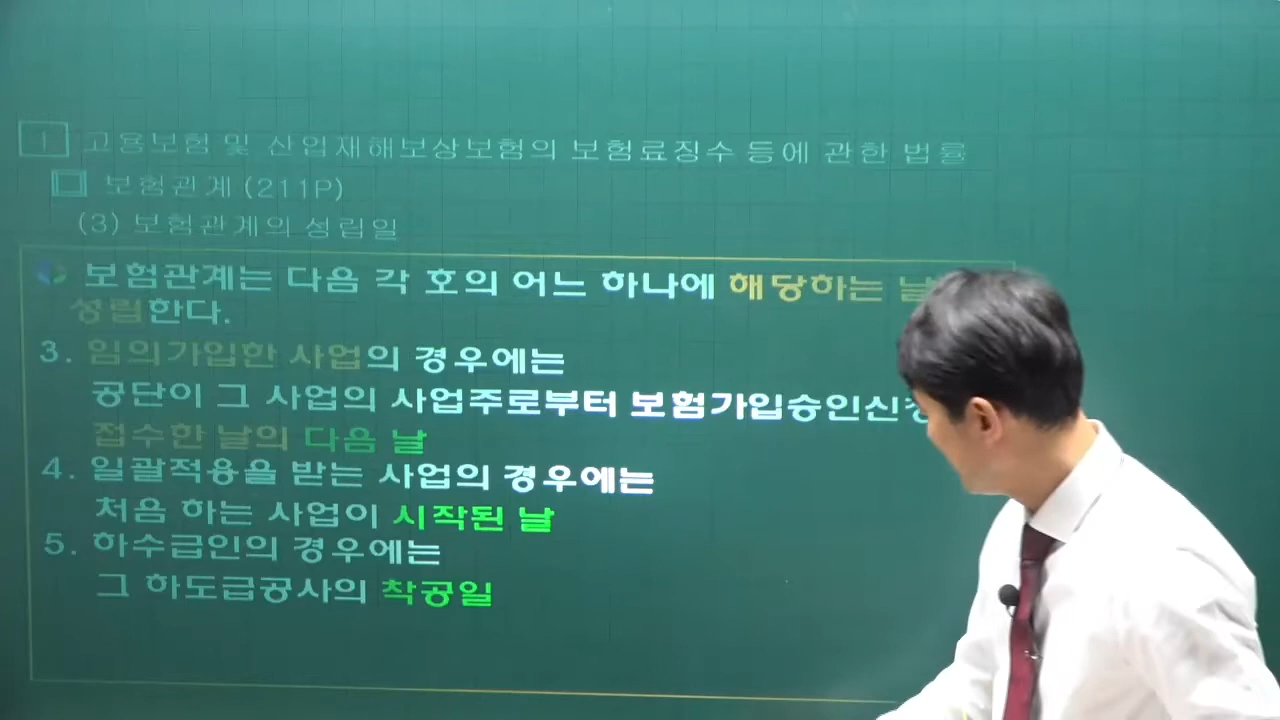 1 고용보험 및 산업재해보상보험의 보험료징수 등에 관한 법률
보험관계 (211P)
(3) 보험관계의 성립일
보험관계는 다음 각 호의 어느 하나에 해당하는 날
성립한다.
3. 임의가입한 사업의 경우에는
공단이 그 사업의 사업주로부터 보험가입승인신청
접수한 날의 다음 날
4. 일괄적용을 받는 사업의 경우에는
처음 하는 사업이 시작된 날
5. 하수급인의 경우에는
그 하도급공사의 착공일